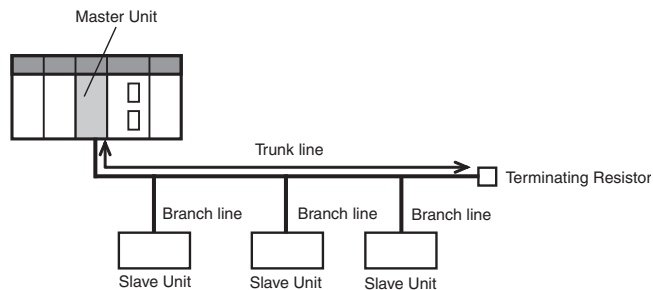 Master Unit
Trunk line
Terminating Resistor
Branch line
Branch line
Branch line
Slave Unit
Slave Unit
Slave Unit